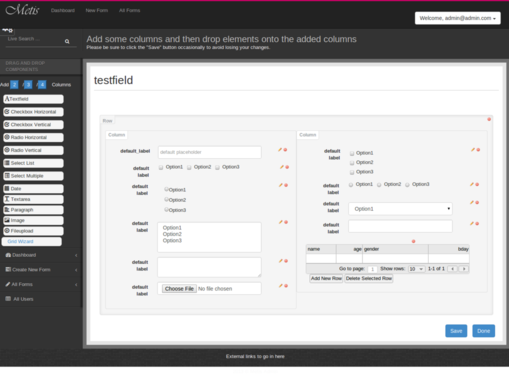 Metis
Dashboard
New Form
All Forms
Welcome, admin@admin.com
Live Search ...
Add some columns and then drop elements onto the added columns
Please be sure to click the "Save" button occasionally to avoid losing your changes.
DRAG AND DROP
COMPONENTS
Add 2 3 4 Columns
Textfield
Checkbox Horizontal
Checkbox Vertical
Radio Horizontal
Radio Vertical
Select List
Select Multiple
Date
Textarea
Paragraph
Image
Fileupload
Grid Wizard
Dashboard
Create New Form
All Forms
All Users
testfield
Row
Column
default_label
default placeholder
default
label
Option1 Option2 Option3
default
label
Option1
Option2
Option3
default
label
Option1
Option2
Option3
default
label
default
label
Choose File No file chosen
Column
default
label
Option1
Option2
Option3
default
label
Option1 Option2 Option3
default
label
Option1
default
label
name age gender bday
Go to page: 1 Show rows: 10 1-1 of 1
Add New Row Delete Selected Row
Save
Done
External links to go in here